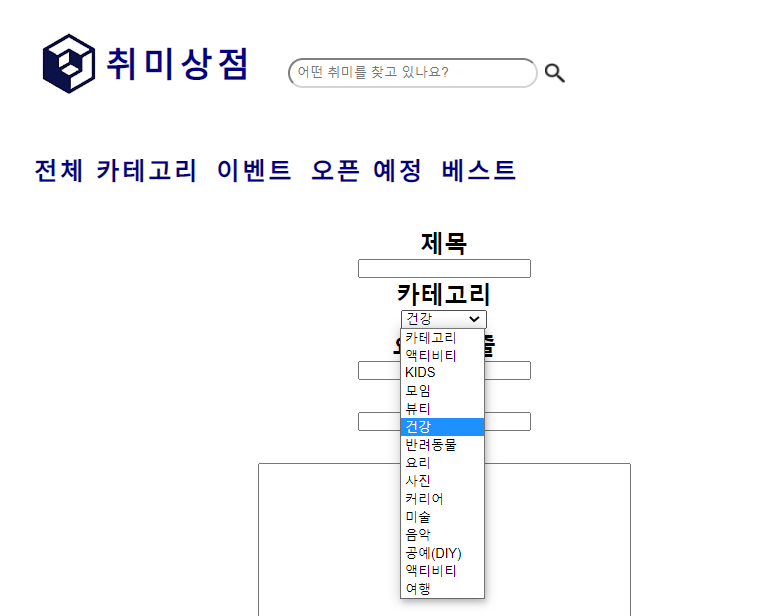 취미상점
어떤 취미를 찾고 있나요?
전체 카테고리 이벤트 오픈 예정 베스트
제목
카테고리
건강
카테고리
액티비티
KIDS
모임
뷰티
건강
반려동물
요리
사진
커리어
미술
음악
공예(DIY)
액티비티
여행